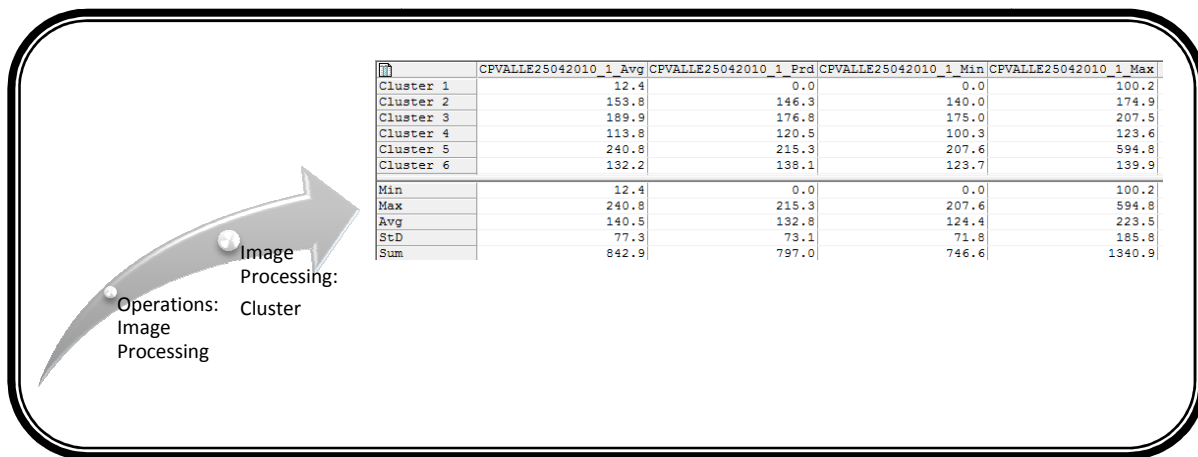 CPVALLE25042010_1_Avg CPVALLE25042010_1_Prd CPVALLE25042010_1_Min CPVALLE25042010_1_Max
Cluster 1 12.4 0.0 0.0 100.2
Cluster 2 153.8 146.3 140.0 174.9
Cluster 3 189.9 176.8 175.0 207.5
Cluster 4 113.8 120.5 100.3 123.6
Cluster 5 240.8 215.3 207.6 594.8
Cluster 6 132.2 138.1 123.7 139.9
Min 12.4 0.0 0.0 100.2
Max 240.8 215.3 207.6 594.8
Avg 140.5 132.8 124.4 223.5
StD 77.3 73.1 71.8 185.8
Sum 842.9 797.0 746.6 1340.9
Operations:
Image
Processing
Image
Processing:
Cluster